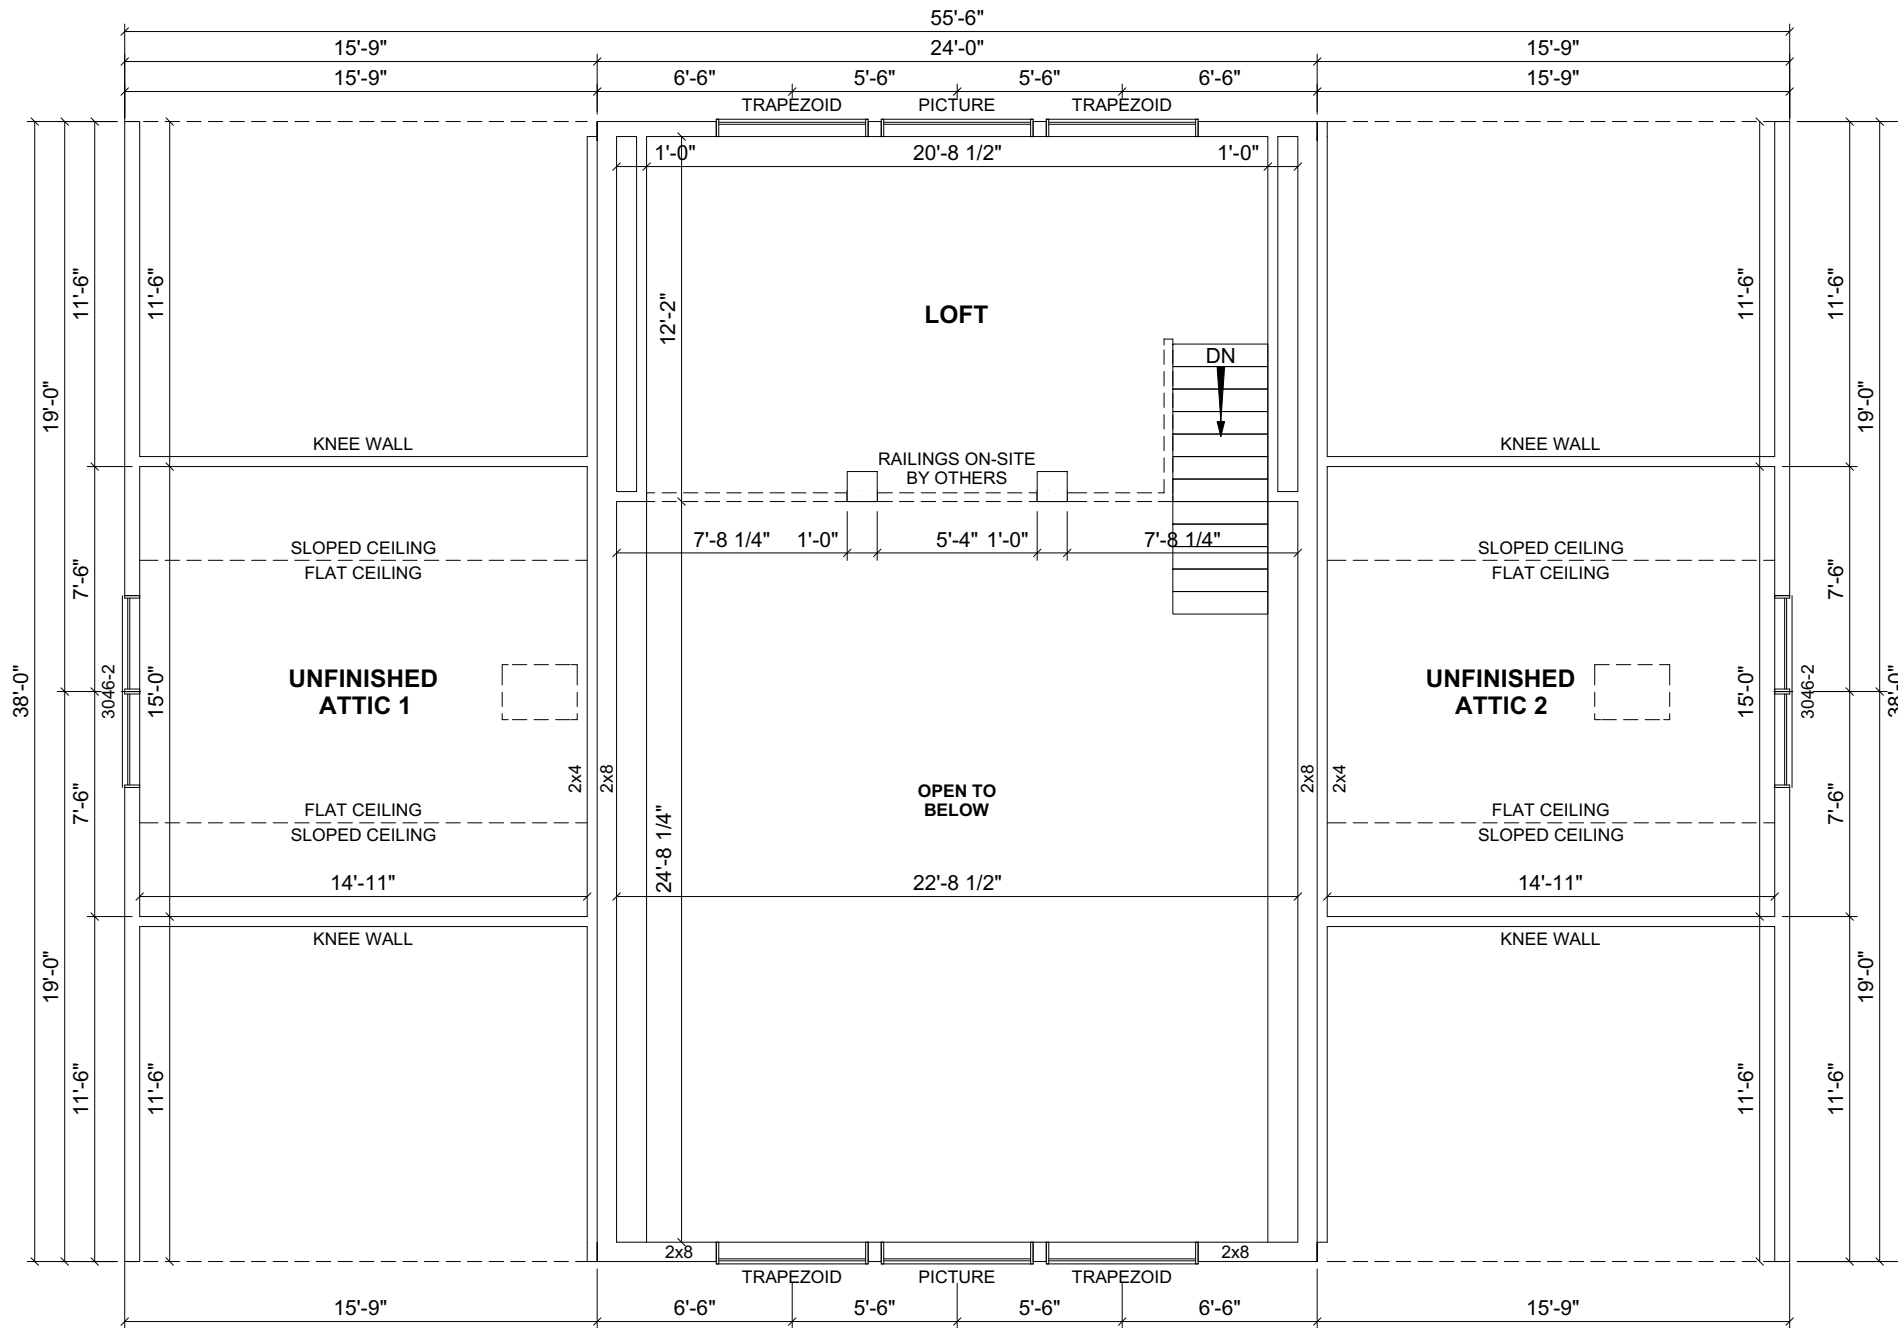 55'-6"
15'-9" 24'-0" 15'-9"
15'-9" 6'-6" 5'-6" 5'-6" 6'-6" 15'-9"
TRAPEZOID PICTURE TRAPEZOID
1'-0" 20'-8 1/2" 1'-0"
11'-6" 11'-6" 12'-2" 11'-6" 11'-6"
LOFT
DN
19'-0" 19'-0"
KNEE WALL KNEE WALL
RAILINGS ON-SITE
BY OTHERS
7'-8 1/4" 1'-0" 5'-4" 1'-0" 7'-8 1/4"
SLOPED CEILING SLOPED CEILING
FLAT CEILING FLAT CEILING
7'-6" 7'-6"
38'-0" 3046-2 15'-0" 15'-0" 3046-2 38'-0"
UNFINISHED
ATTIC 1
UNFINISHED
ATTIC 2
2x4 2x8 2x8 2x4
OPEN TO
BELOW
7'-6" 7'-6"
FLAT CEILING FLAT CEILING
SLOPED CEILING SLOPED CEILING
24'-8 1/4"
14'-11" 22'-8 1/2" 14'-11"
KNEE WALL KNEE WALL
19'-0" 19'-0"
11'-6" 11'-6" 11'-6" 11'-6"
2x8 2x8
TRAPEZOID PICTURE TRAPEZOID
15'-9" 6'-6" 5'-6" 5'-6" 6'-6" 15'-9"